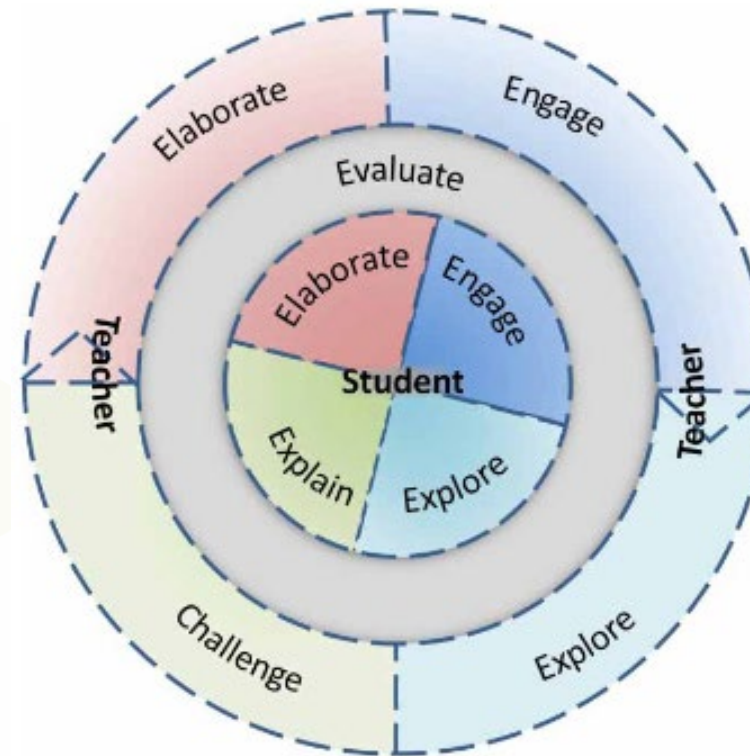 Elaborate
Engage
Evaluate
Elaborate
Engage
Teacher
Student
Teacher
Explain
Explore
Challenge
Explore